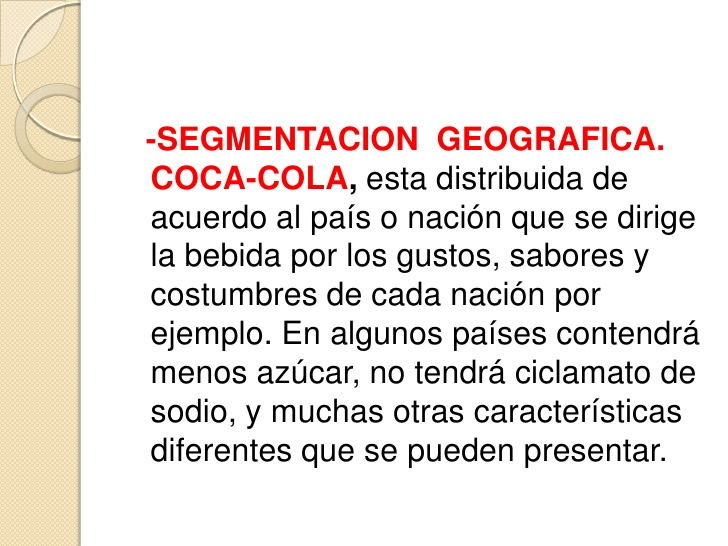 -SEGMENTACION  GEOGRAFICA.
COCA-COLA, esta distribuida de
acuerdo al país o nación que se dirige
la bebida por los gustos, sabores y
costumbres de cada nación por
ejemplo. En algunos países contendrá
menos azúcar, no tendrá ciclamato de
sodio, y muchas otras características
diferentes que se pueden presentar.